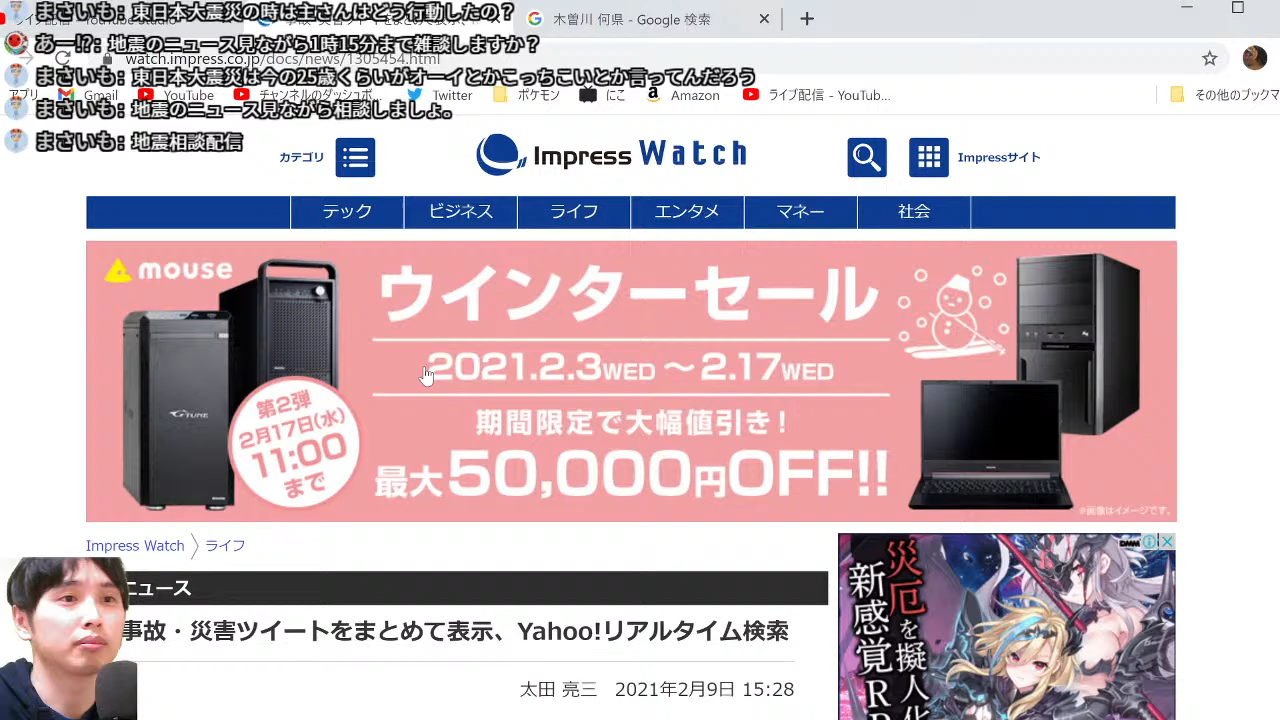 まさいも: 東日本大震災の時は主さんはどう行動したの?
木曽川 何県 - Google 検索
あー!?: 地震のニュース見ながら1時15分まで雑談しますか?
watch.impress.co.jp/docs/news/1305454.html
まさいも: 東日本大震災は今の25歳くらいがオーイとかこっちこいとか言ってんだろう
アプリ
Gmail
YouTube
チャンネルのダッシュボ...
Twitter
ポケモン
にこ
Amazon
ライブ配信 - YouTub...
その他のブックマ
まさいも: 地震のニュース見ながら相談しましょ。
まさいも: 地震相談配信
カテゴリ
Impress Watch
Impressサイト
テック
ビジネス
ライフ
エンタメ
マネー
社会
mouse
ウインターセール
2021.2.3WED ~ 2.17WED
期間限定で大幅値引き!
最大50,000円OFF!!
G-TUNE
第2弾
2月17日(水)
11:00
まで
※画像はイメージです。
Impress Watch
ライフ
ニュース
事故・災害ツイートをまとめて表示、Yahoo!リアルタイム検索
太田 亮三 2021年2月9日 15:28
DMM
災厄を擬人化
新感覚R